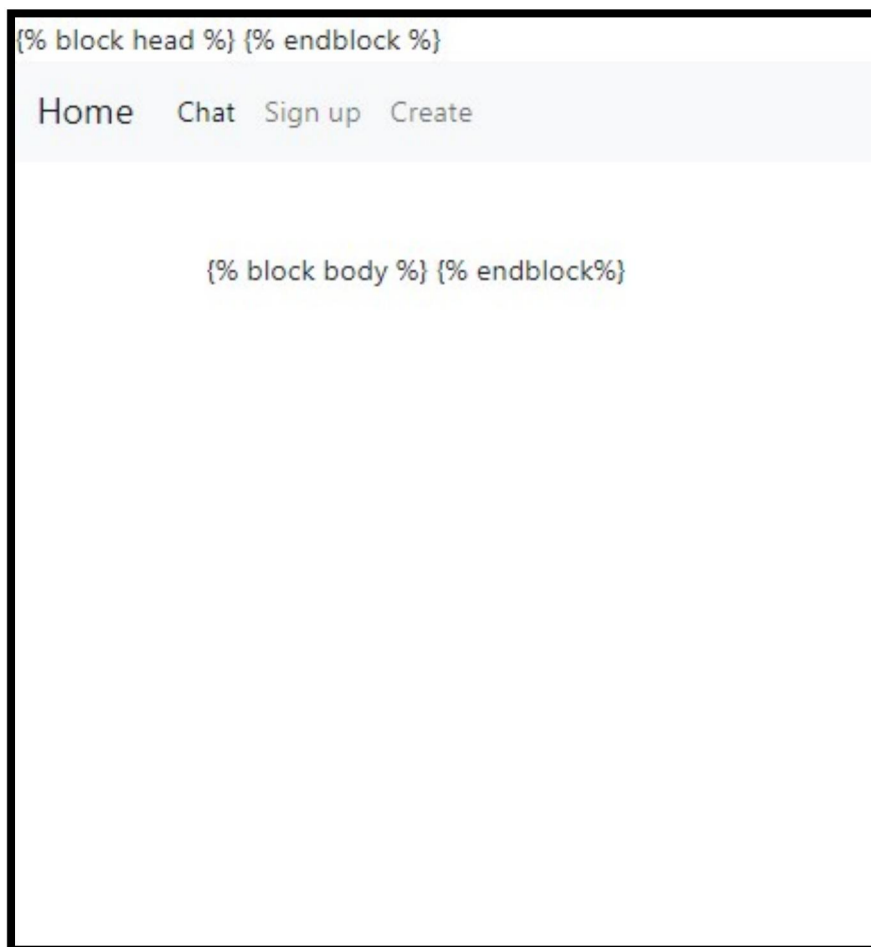 {% block head %} {% endblock %}
Home Chat Sign up Create
{% block body %} {% endblock%}